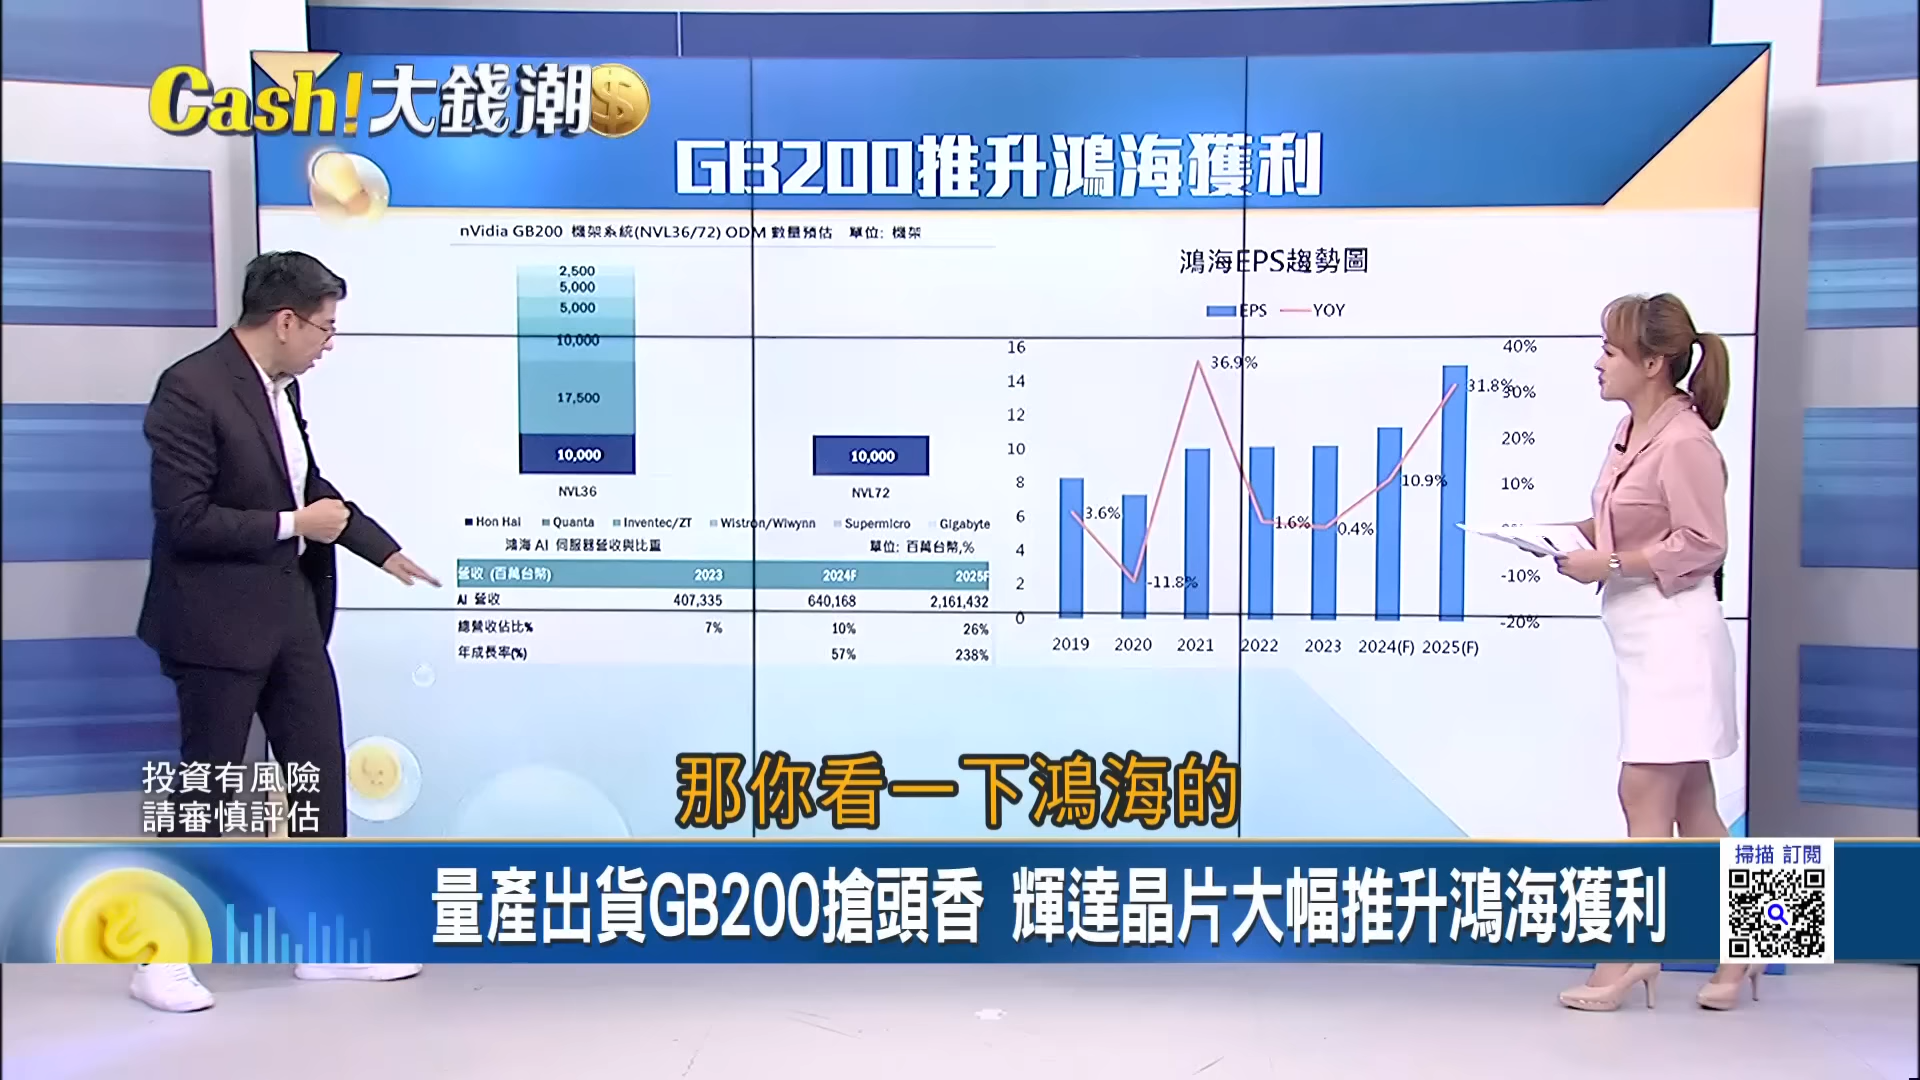 Cash!大錢潮
GB200推升鴻海獲利
nVidia GB200 機架系統(NVL36/72) ODM 數量預估 單位: 機架
2,500
5,000
5,000
10,000
17,500
10,000
10,000
NVL36
NVL72
Hon Hai Quanta Inventec/ZT Wistron/Wiwynn Supermicro Gigabyte
鴻海 AI 伺服器營收與比重 單位: 百萬台幣,%
營收 (百萬台幣) 2023 2024F 2025F
AI 營收 407,335 640,168 2,161,432
總營收佔比% 7% 10% 26%
年成長率(%) 57% 238%
鴻海EPS趨勢圖
EPS YOY
16
14
12
10
8
6
4
2
0
3.6%
-11.8%
36.9%
1.6%
0.4%
10.9%
31.8%
40%
30%
20%
10%
-10%
-20%
2019 2020 2021 2022 2023 2024(F) 2025(F)
投資有風險
請審慎評估
那你看一下鴻海的
量產出貨GB200搶頭香 輝達晶片大幅推升鴻海獲利
掃描 訂閱